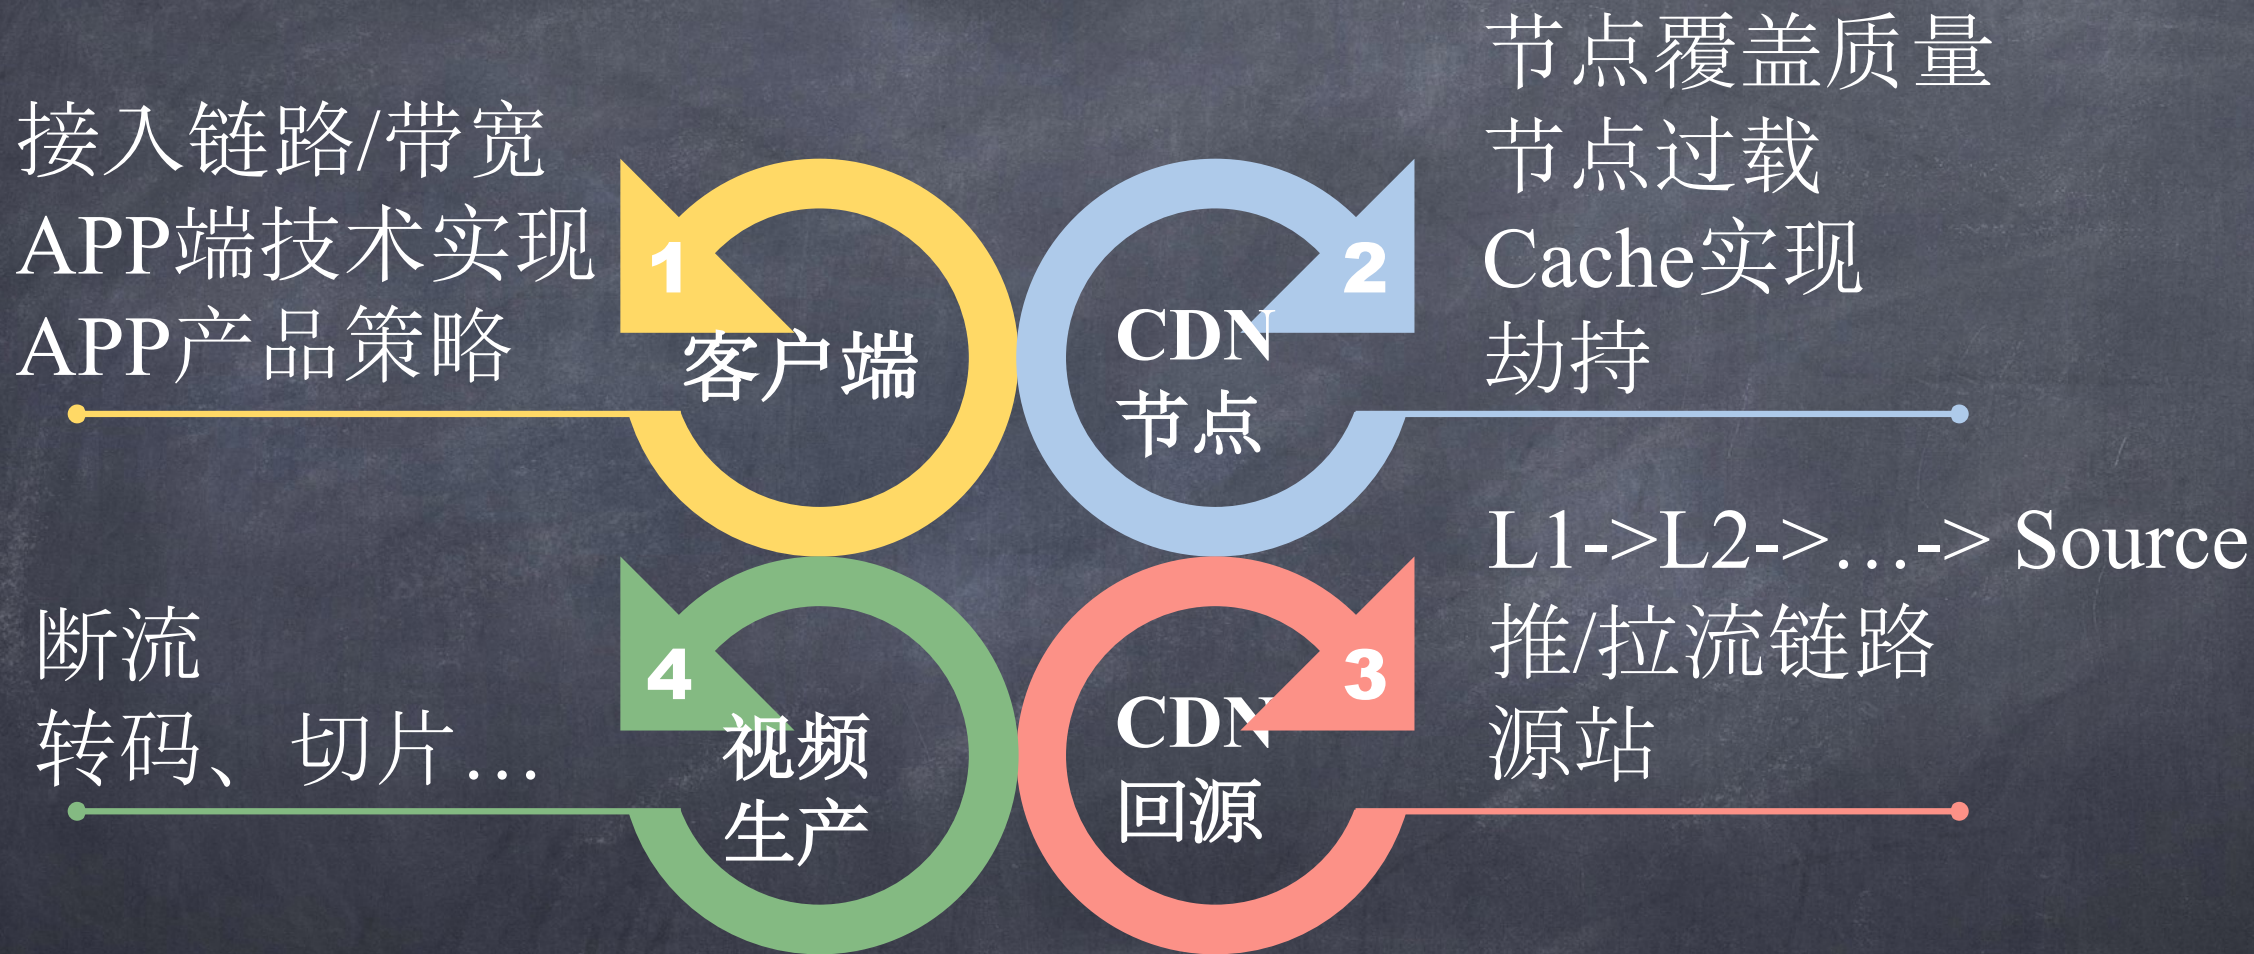 接入链路/带宽
APP端技术实现
APP产品策略
1
客户端
节点覆盖质量
节点过载
Cache实现
劫持
2
CDN
节点
L1->L2->…-> Source
推/拉流链路
源站
3
CDN
回源
断流
转码、切片…
4
视频
生产